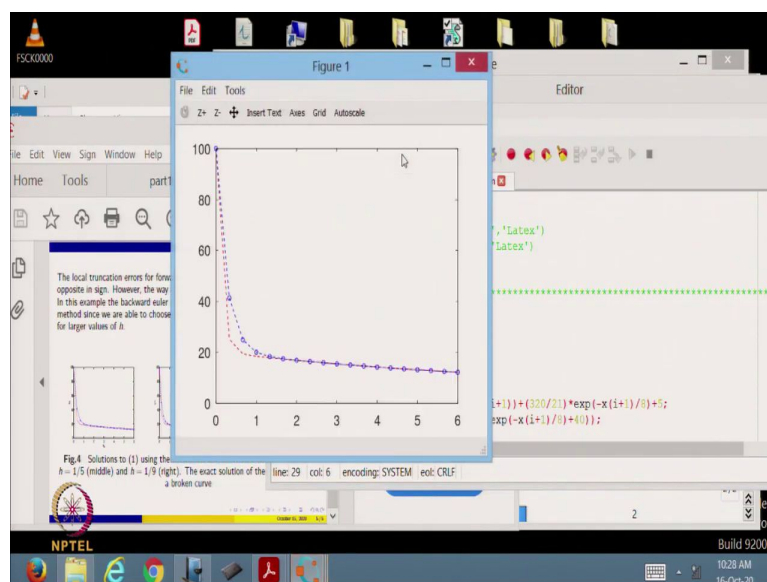 FSCK0000
Figure 1
Editor
File Edit Tools
Z+ Z- Insert Text Axes Grid Autoscale
File Edit View Sign Window Help
Home Tools part1
100
80
60
40
20
0
0 1 2 3 4 5 6
','Latex')
'Latex')
****************************************
i+1))+(320/21)*exp(-x(i+1)/8)+5;
exp(-x(i+1)/8)+40));
The local truncation errors for forw
opposite in sign. However, the way
In this example the backward euler
method since we are able to choose
for larger values of h.
Fig.4 Solutions to (1) using the
h = 1/5 (middle) and h = 1/9 (right). The exact solution of the
a broken curve
line: 29 col: 6 encoding: SYSTEM eol: CRLF
2
NPTEL
Build 9200
10:28 AM
16-Oct-20